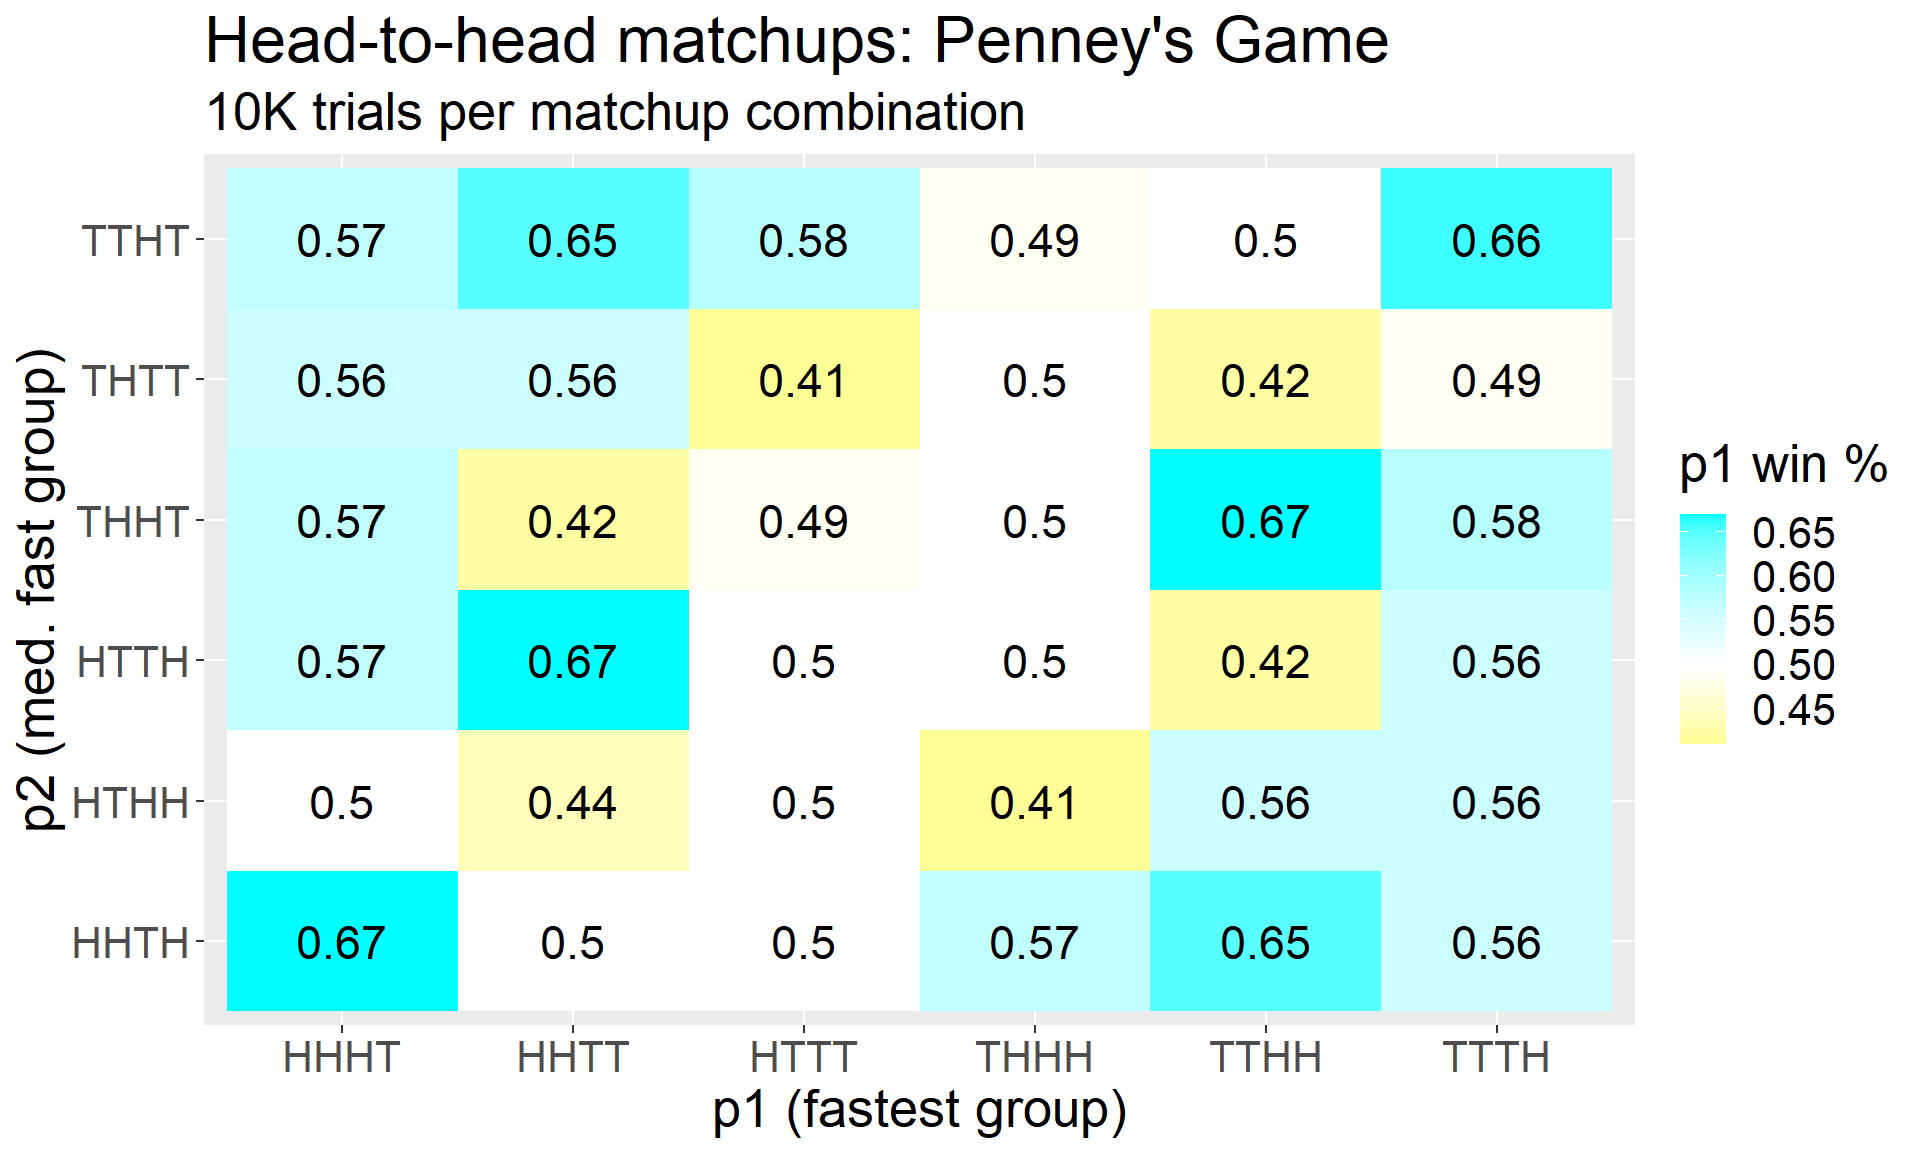 Head-to-head matchups: Penney's Game
10K trials per matchup combination
p2 (med. fast group)
TTHT 0.57 0.65 0.58 0.49 0.5 0.66
THTT 0.56 0.56 0.41 0.5 0.42 0.49
THHT 0.57 0.42 0.49 0.5 0.67 0.58
HTTH 0.57 0.67 0.5 0.5 0.42 0.56
HTHH 0.5 0.44 0.5 0.41 0.56 0.56
HHTH 0.67 0.5 0.5 0.57 0.65 0.56
HHHT HHTT HTTT THHH TTHH TTTH
p1 (fastest group)
p1 win %
0.65
0.60
0.55
0.50
0.45